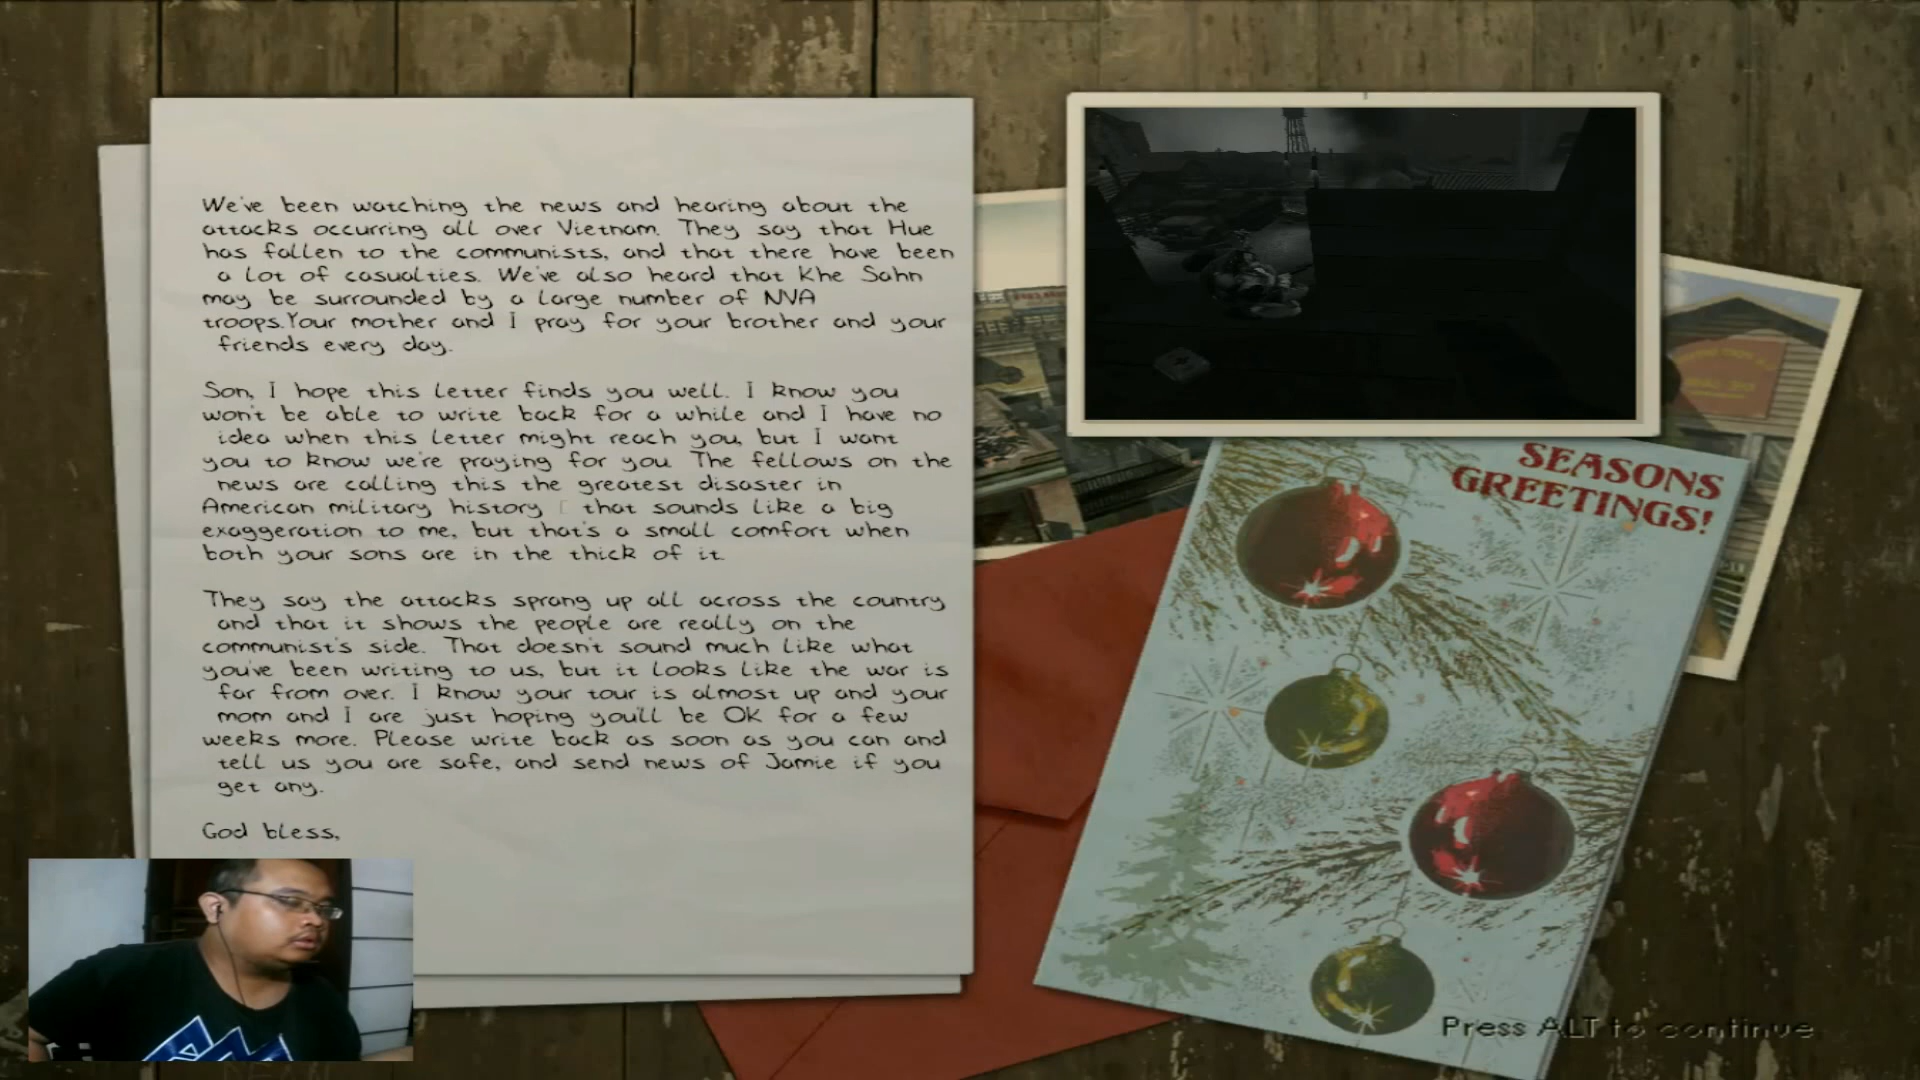 We've been watching the news and hearing about the
attacks occurring all over Vietnam. They say that Hue
has fallen to the communists, and that there have been
a lot of casualties. We've also heard that Khe Sahn
may be surrounded by a large number of NVA
troops.Your mother and I pray for your brother and your
friends every day.
Son, I hope this letter finds you well. I know you
won't be able to write back for a while and I have no
idea when this letter might reach you, but I want
you to know we're praying for you. The fellows on the
news are calling this the greatest disaster in
American military history [ that sounds like a big
exaggeration to me, but that's a small comfort when
both your sons are in the thick of it.
They say the attacks sprang up all across the country
and that it shows the people are really on the
communist's side. That doesn't sound much like what
you've been writing to us, but it looks like the war is
far from over. I know your tour is almost up and your
mom and I are just hoping you'll be OK for a few
weeks more. Please write back as soon as you can and
tell us you are safe, and send news of Jamie if you
get any.
God bless,
SEASONS
GREETINGS!
Press ALT to continue